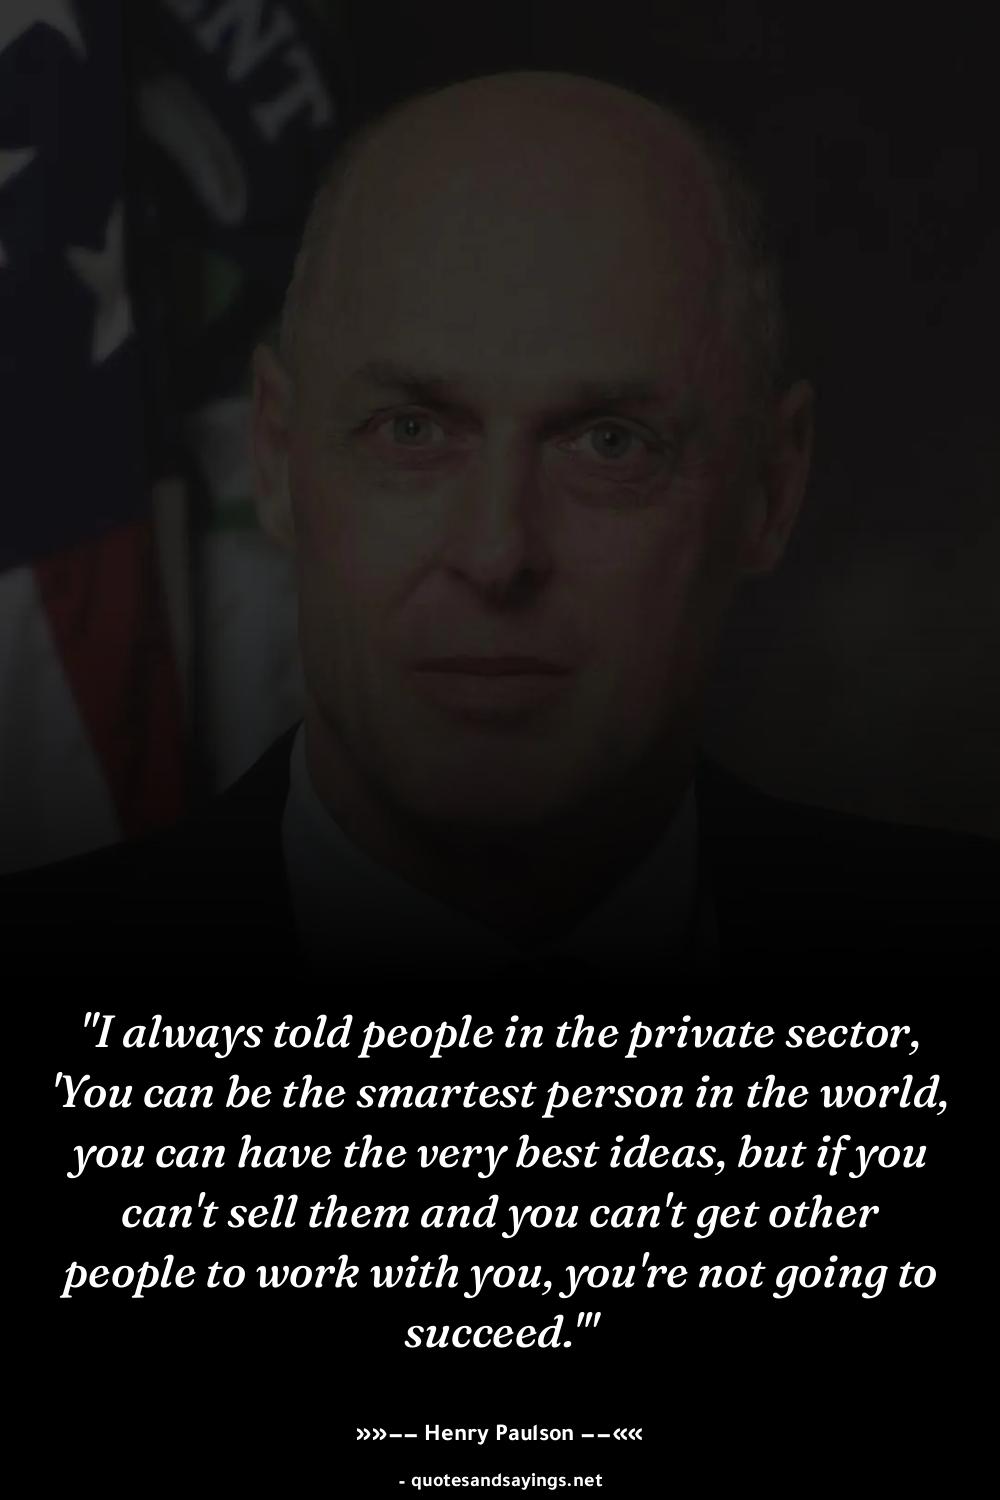 NT
"I always told people in the private sector,
'You can be the smartest person in the world,
you can have the very best ideas, but if you
can't sell them and you can't get other
people to work with you, you're not going to
succeed.'"
»»−− Henry Paulson −−««
- quotesandsayings.net